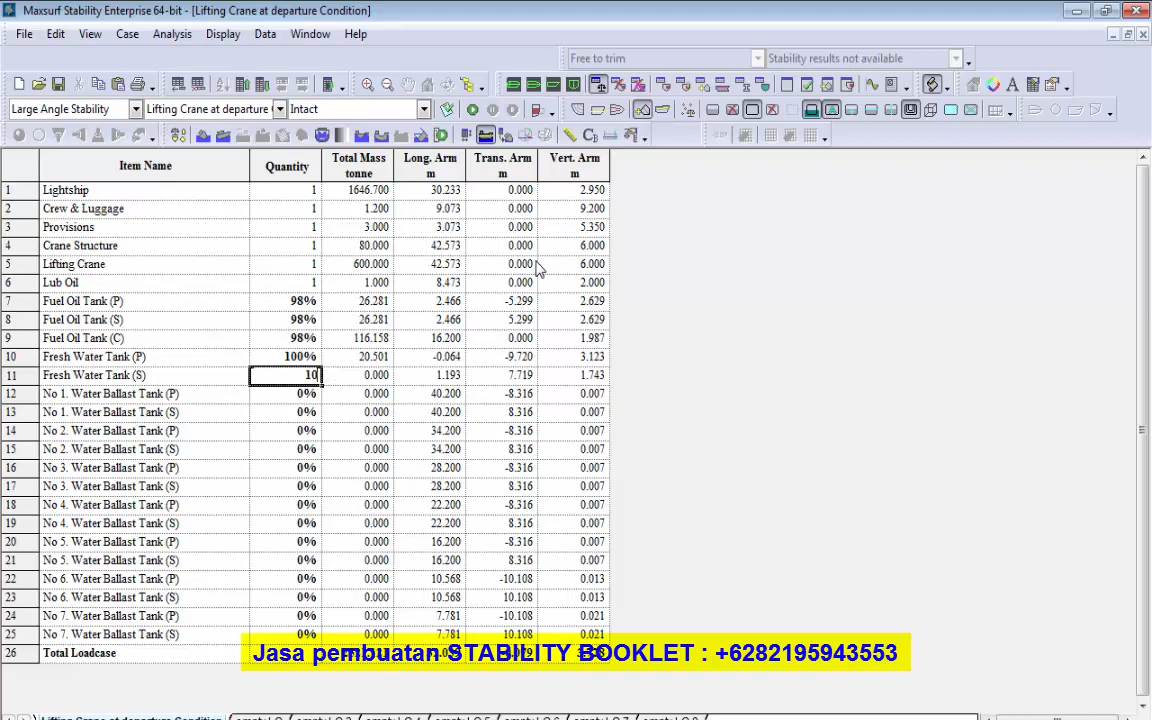 Maxsurf Stability Enterprise 64-bit - [Lifting Crane at departure Condition]
File Edit View Case Analysis Display Data Window Help
Free to trim Stability results not available
Large Angle Stability Lifting Crane at departure Intact
Item Name Quantity Total Mass tonne Long. Arm m Trans. Arm m Vert. Arm m
1 Lightship 1 1646.700 30.233 0.000 2.950
2 Crew & Luggage 1 1.200 9.073 0.000 9.200
3 Provisions 1 3.000 3.073 0.000 5.350
4 Crane Structure 1 80.000 42.573 0.000 6.000
5 Lifting Crane 1 600.000 42.573 0.000 6.000
6 Lub Oil 1 1.000 8.473 0.000 2.000
7 Fuel Oil Tank (P) 98% 26.281 2.466 -5.299 2.629
8 Fuel Oil Tank (S) 98% 26.281 2.466 5.299 2.629
9 Fuel Oil Tank (C) 98% 116.158 16.200 0.000 1.987
10 Fresh Water Tank (P) 100% 20.501 -0.064 -9.720 3.123
11 Fresh Water Tank (S) 10 0.000 1.193 7.719 1.743
12 No 1. Water Ballast Tank (P) 0% 0.000 40.200 -8.316 0.007
13 No 1. Water Ballast Tank (S) 0% 0.000 40.200 8.316 0.007
14 No 2. Water Ballast Tank (P) 0% 0.000 34.200 -8.316 0.007
15 No 2. Water Ballast Tank (S) 0% 0.000 34.200 8.316 0.007
16 No 3. Water Ballast Tank (P) 0% 0.000 28.200 -8.316 0.007
17 No 3. Water Ballast Tank (S) 0% 0.000 28.200 8.316 0.007
18 No 4. Water Ballast Tank (P) 0% 0.000 22.200 -8.316 0.007
19 No 4. Water Ballast Tank (S) 0% 0.000 22.200 8.316 0.007
20 No 5. Water Ballast Tank (P) 0% 0.000 16.200 -8.316 0.007
21 No 5. Water Ballast Tank (S) 0% 0.000 16.200 8.316 0.007
22 No 6. Water Ballast Tank (P) 0% 0.000 10.568 -10.108 0.013
23 No 6. Water Ballast Tank (S) 0% 0.000 10.568 10.108 0.013
24 No 7. Water Ballast Tank (P) 0% 0.000 7.781 -10.108 0.021
25 No 7. Water Ballast Tank (S) 0% 0.000 7.781 10.108 0.021
26 Total Loadcase
Jasa pembuatan STABILITY BOOKLET : +6282195943553
Lifting Crane at departure Condition